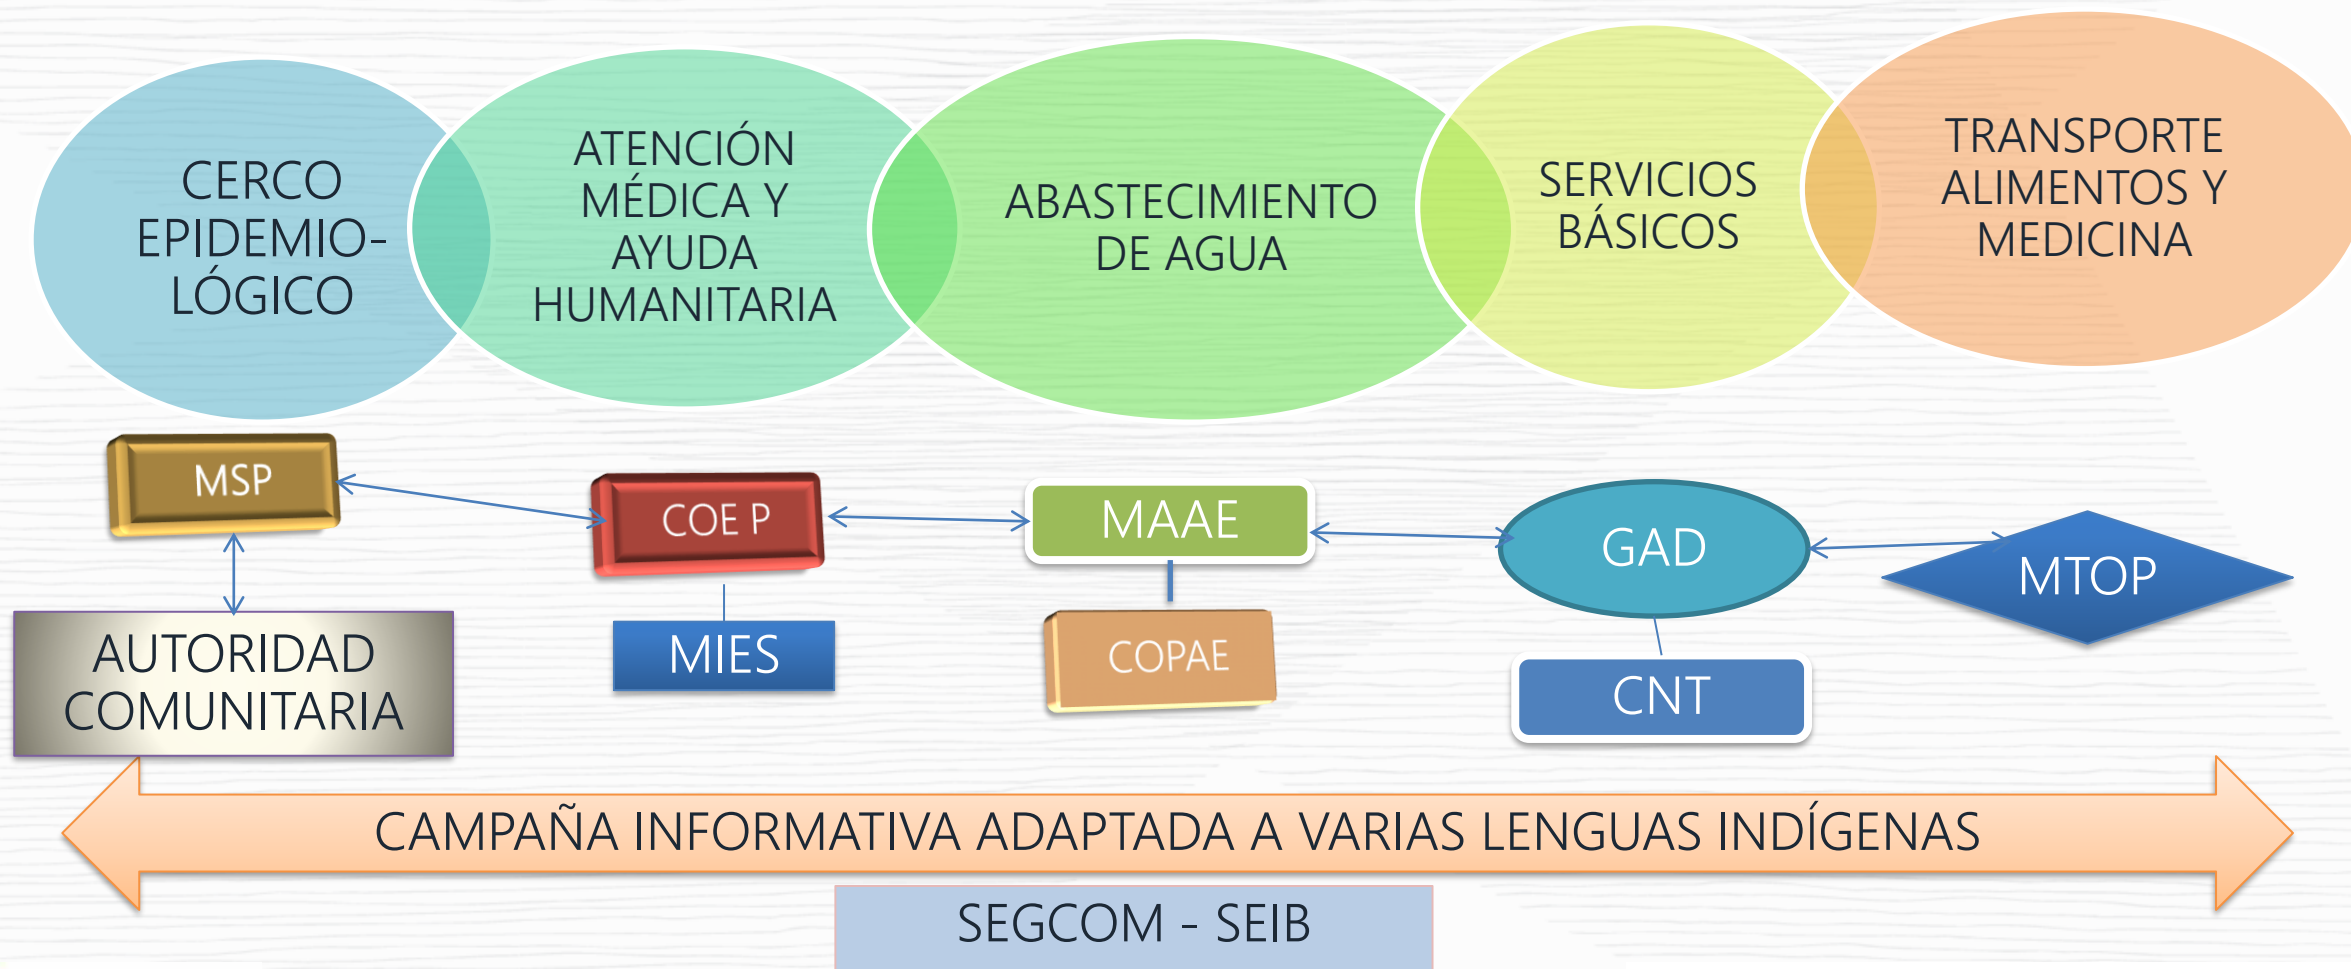 CERCO
EPIDEMIO-
LÓGICO
ATENCIÓN
MÉDICA Y
AYUDA
HUMANITARIA
ABASTECIMIENTO
DE AGUA
SERVICIOS
BÁSICOS
TRANSPORTE
ALIMENTOS Y
MEDICINA
MSP
COE P
MAAE
GAD
MTOP
AUTORIDAD
COMUNITARIA
MIES
COPAE
CNT
CAMPAÑA INFORMATIVA ADAPTADA A VARIAS LENGUAS INDÍGENAS
SEGCOM - SEIB